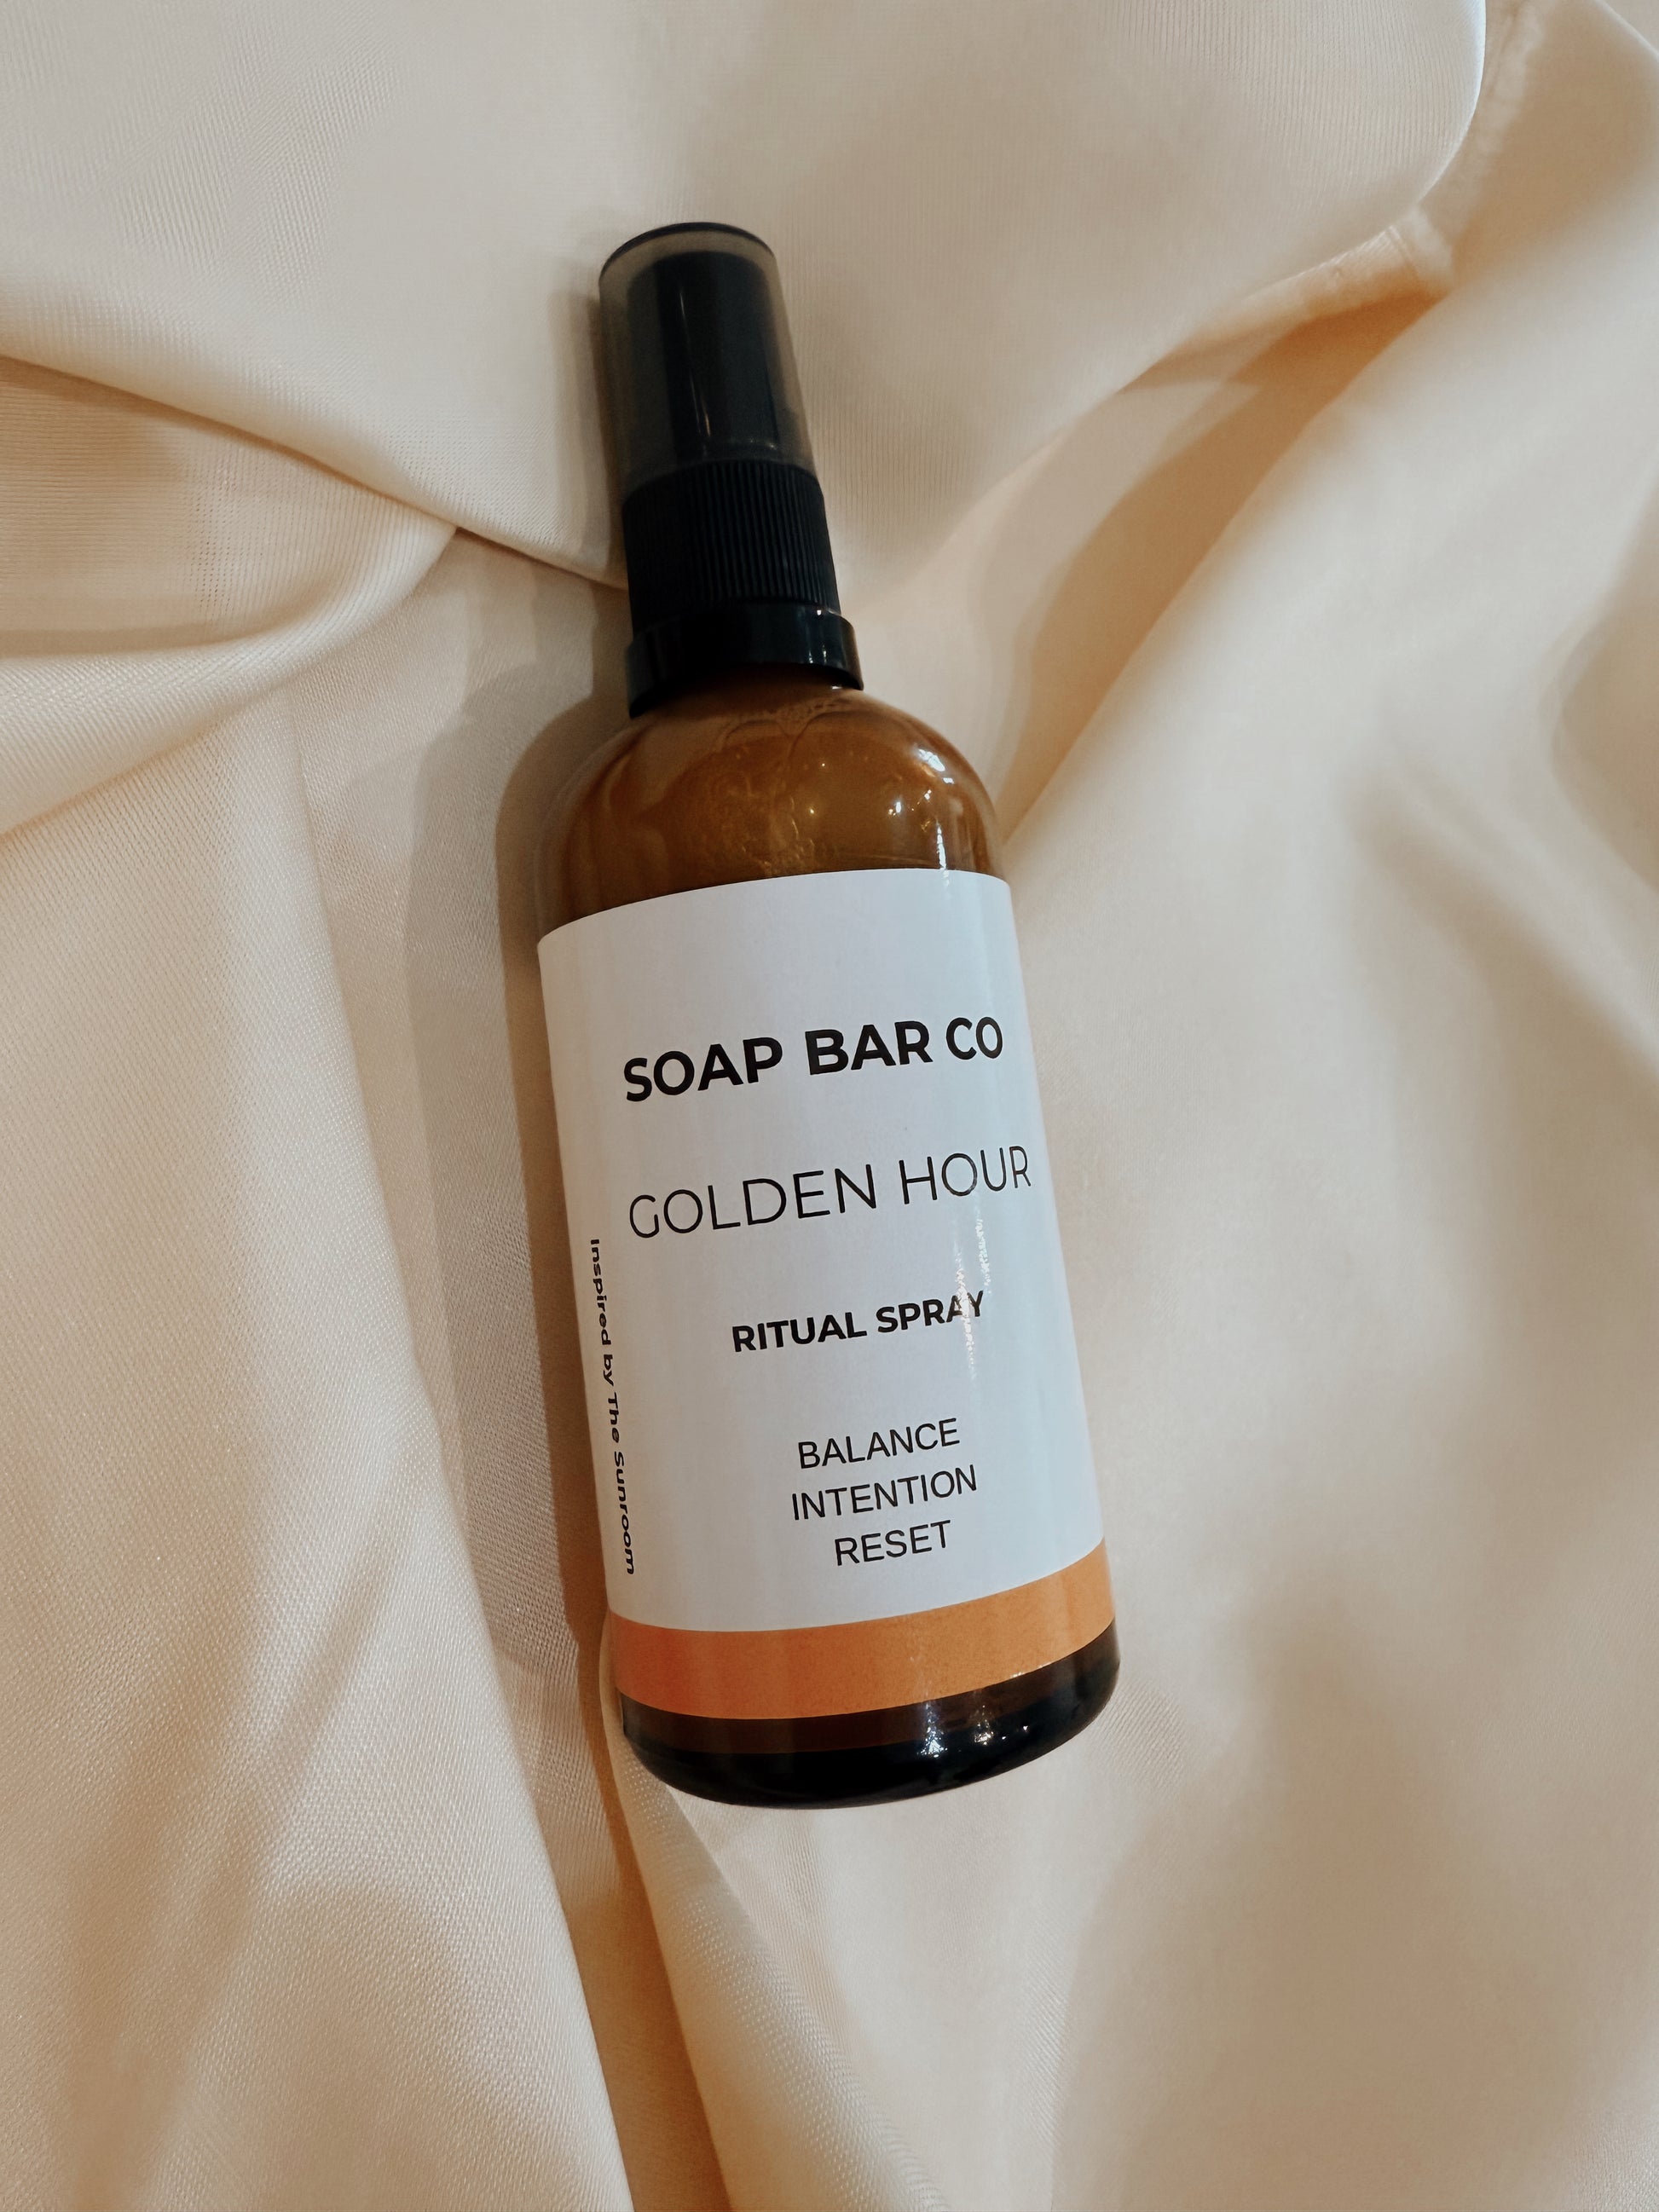 SOAP BAR CO
GOLDEN HOUR
RITUAL SPRAY
BALANCE
INTENTION
RESET
Inspired by The Sunroom